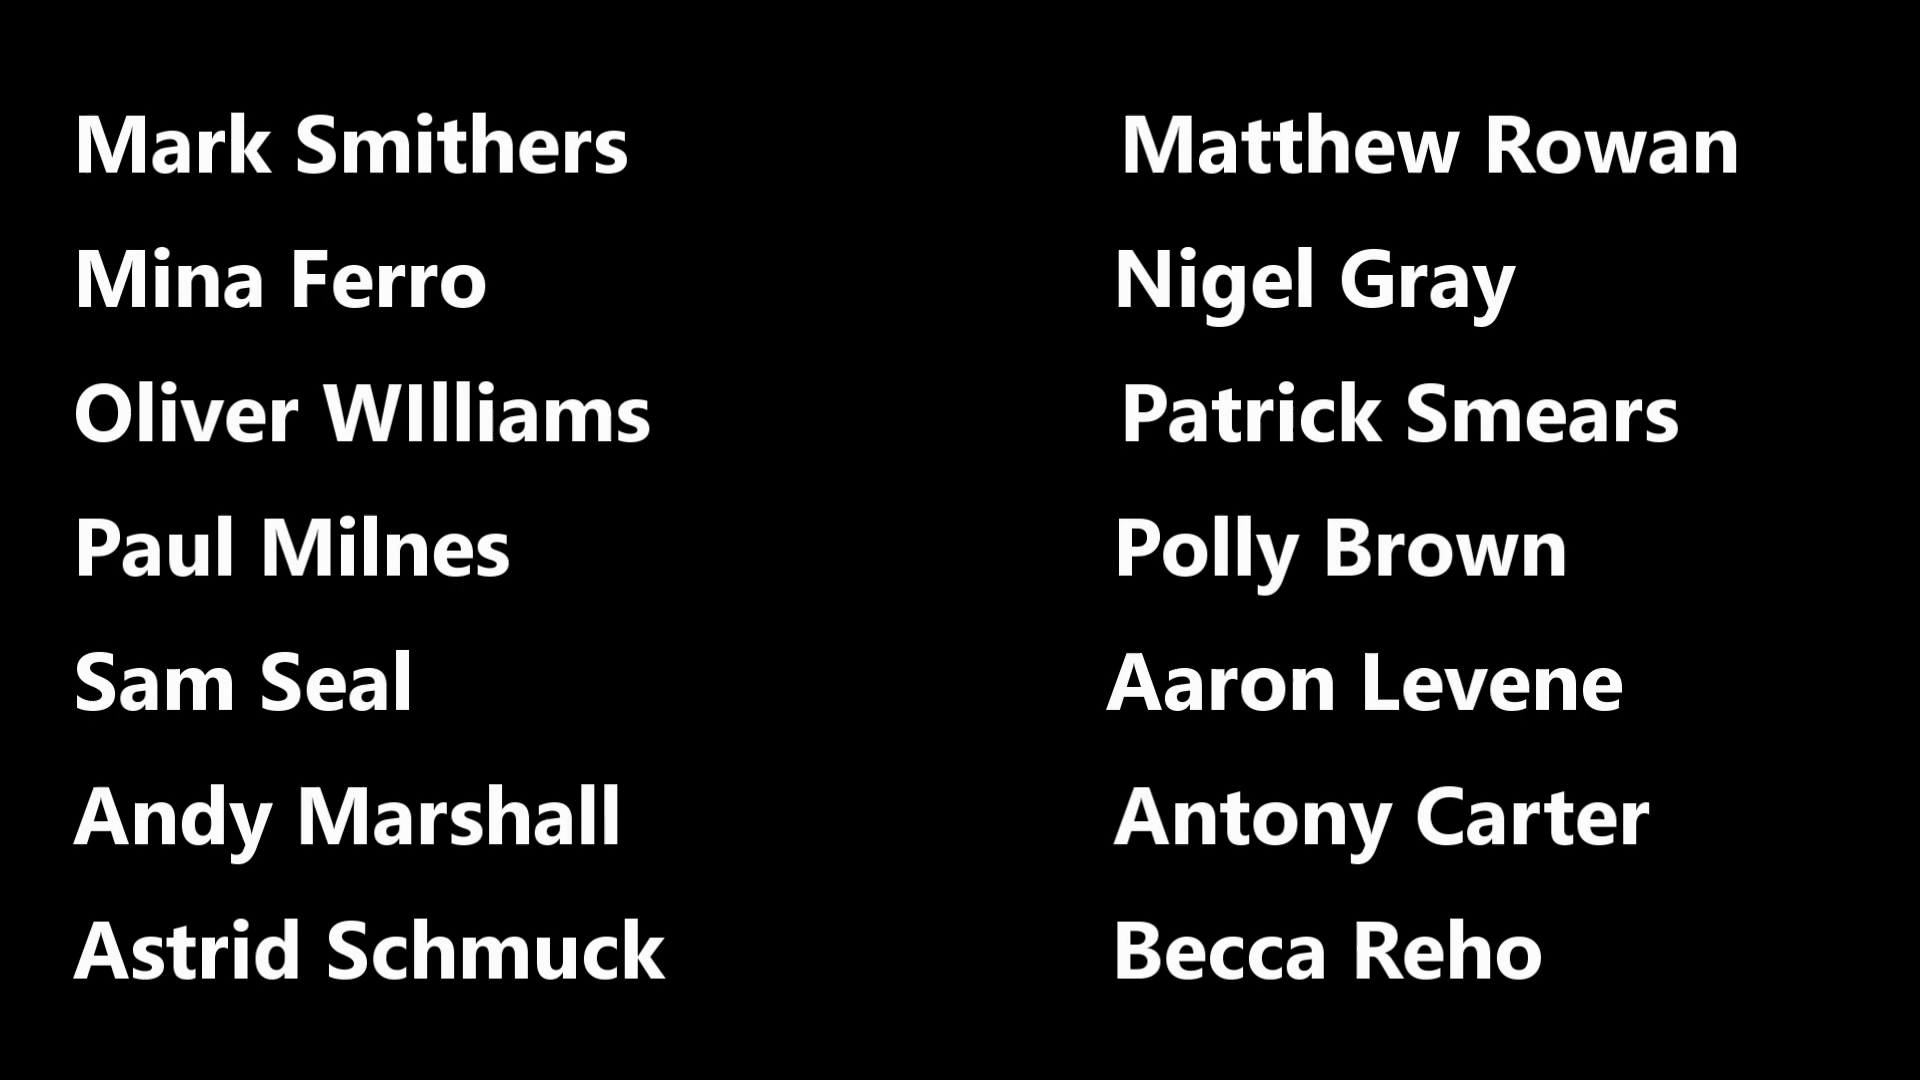 Mark Smithers Matthew Rowan
Mina Ferro Nigel Gray
Oliver WIlliams Patrick Smears
Paul Milnes Polly Brown
Sam Seal Aaron Levene
Andy Marshall Antony Carter
Astrid Schmuck Becca Reho